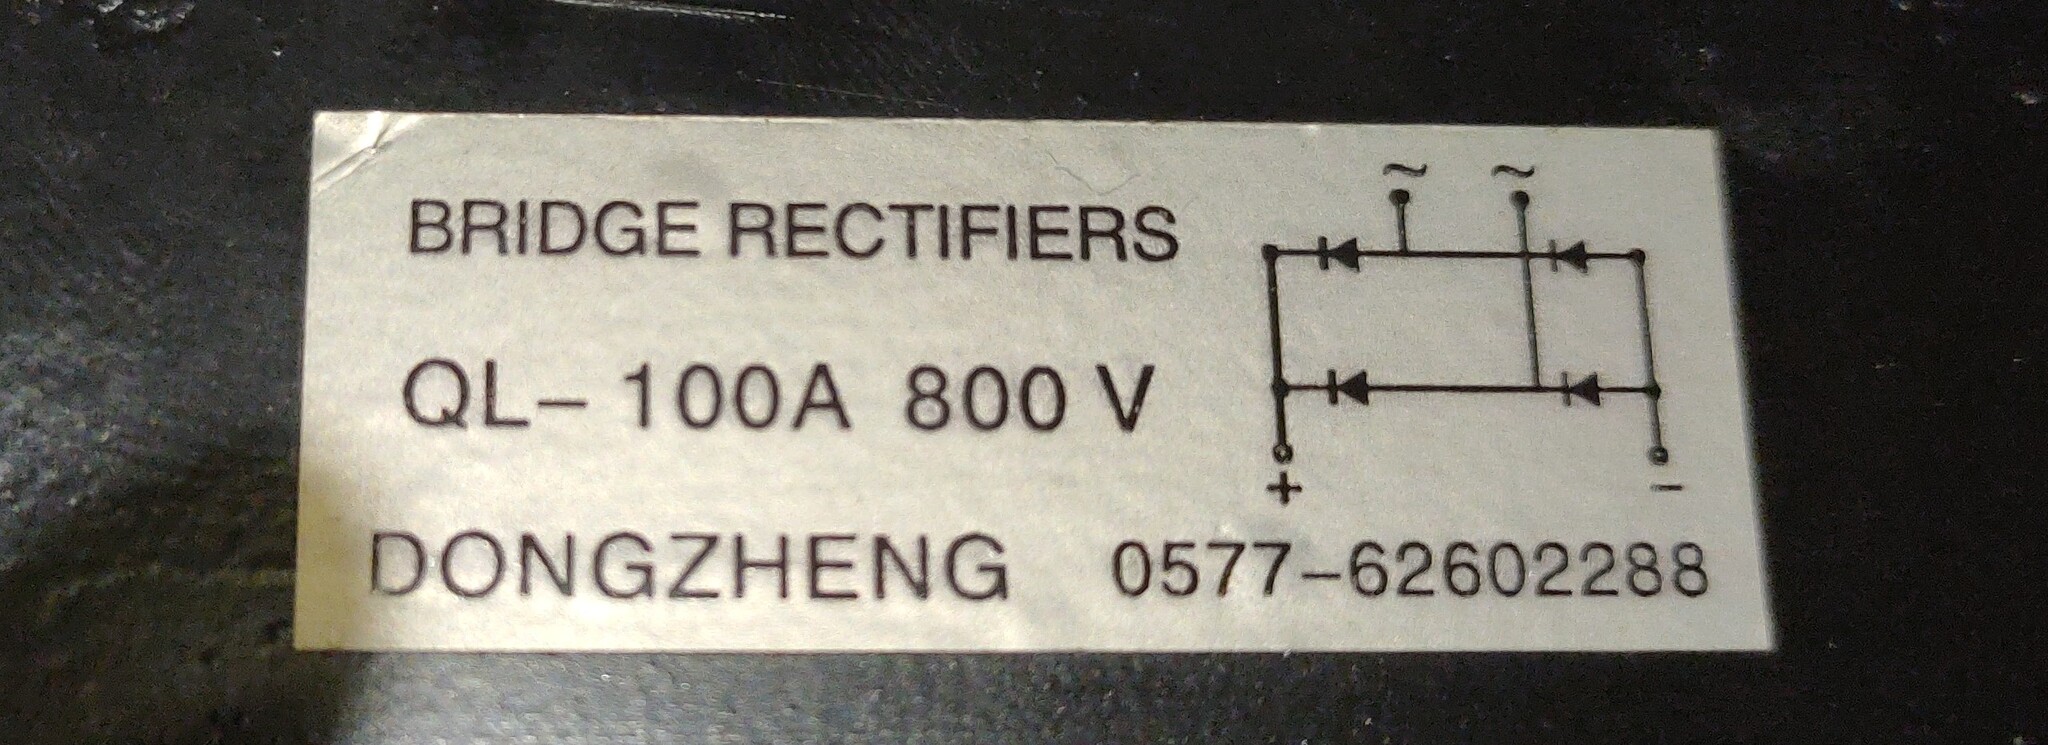 BRIDGE RECTIFIERS
~ ~
QL-100A 800 V
+ -
DONGZHENG 0577-62602288